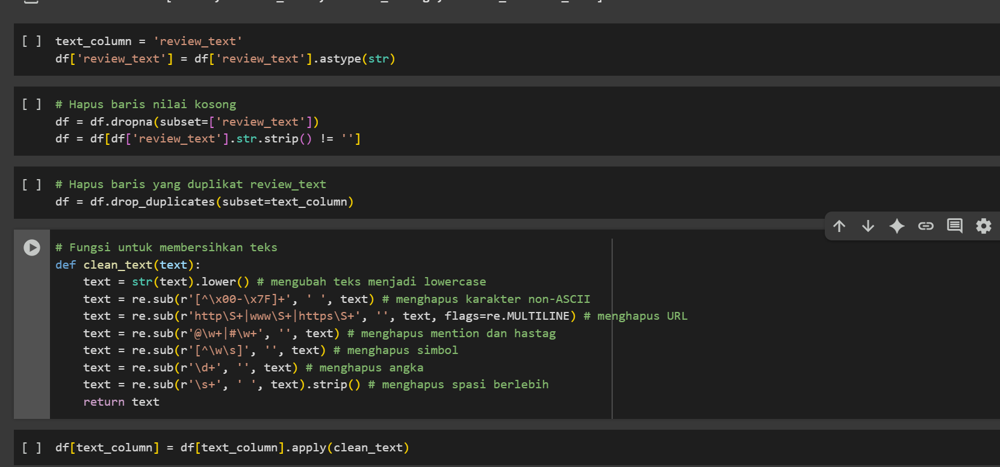 [ ] text_column = 'review_text'
df['review_text'] = df['review_text'].astype(str)
[ ] # Hapus baris nilai kosong
df = df.dropna(subset=['review_text'])
df = df[df['review_text'].str.strip() != '']
[ ] # Hapus baris yang duplikat review_text
df = df.drop_duplicates(subset=text_column)
# Fungsi untuk membersihkan teks
def clean_text(text):
    text = str(text).lower() # mengubah teks menjadi lowercase
    text = re.sub(r'[^\x00-\x7F]+', ' ', text) # menghapus karakter non-ASCII
    text = re.sub(r'http\S+|www\S+|https\S+', '', text, flags=re.MULTILINE) # menghapus URL
    text = re.sub(r'@\w+|#\w+', '', text) # menghapus mention dan hastag
    text = re.sub(r'[^\w\s]', '', text) # menghapus simbol
    text = re.sub(r'\d+', '', text) # menghapus angka
    text = re.sub(r'\s+', ' ', text).strip() # menghapus spasi berlebih
    return text
[ ] df[text_column] = df[text_column].apply(clean_text)